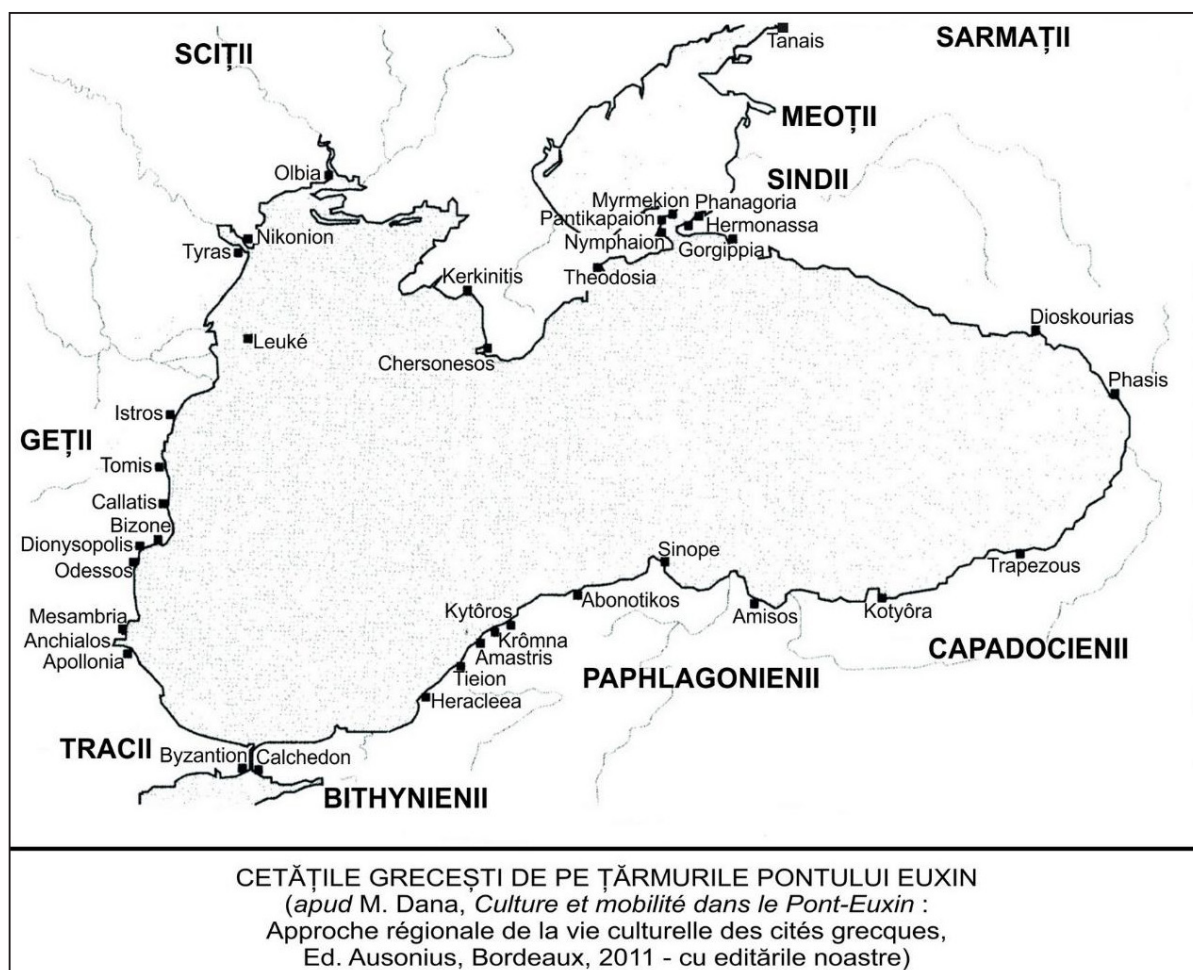 Tanais
SCIȚII
SARMAȚII
MEOȚII
Olbia
SINDII
Myrmekion
Phanagoria
Pantikapaion
Hermonassa
Nikonion
Nymphaion
Gorgippia
Tyras
Theodosia
Kerkinitis
Dioskourias
Leuké
Chersonesos
Phasis
Istros
GEȚII
Tomis
Callatis
Bizone
Dionysopolis
Sinope
Odessos
Trapezous
Abonotikos
Mesambria
Kytôros
Amisos
Kotyôra
Anchialos
Krômna
Apollonia
Amastris
CAPADOCIENII
Tieion
PAPHLAGONIENII
Heracleea
TRACII
Byzantion
Calchedon
BITHYNIENII
CETĂȚILE GRECEȘTI DE PE ȚĂRMURILE PONTULUI EUXIN
(apud M. Dana, Culture et mobilité dans le Pont-Euxin :
Approche régionale de la vie culturelle des cités grecques,
Ed. Ausonius, Bordeaux, 2011 - cu editările noastre)